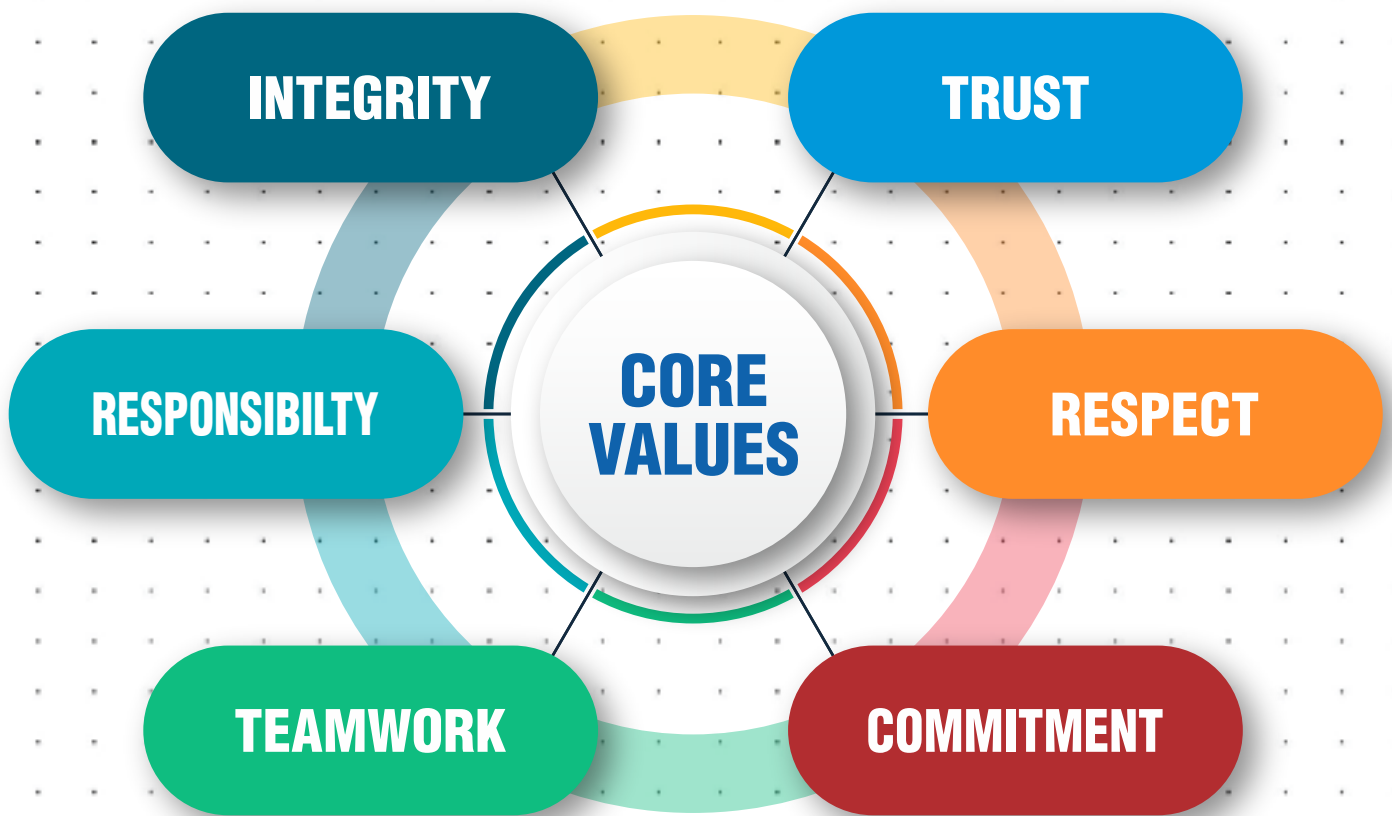 INTEGRITY
TRUST
RESPONSIBILTY
CORE
VALUES
RESPECT
TEAMWORK
COMMITMENT